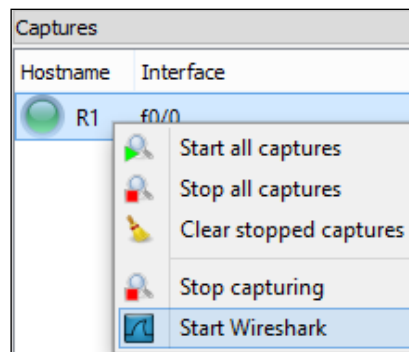 Captures
Hostname Interface
R1 f0/0
Start all captures
Stop all captures
Clear stopped captures
Stop capturing
Start Wireshark